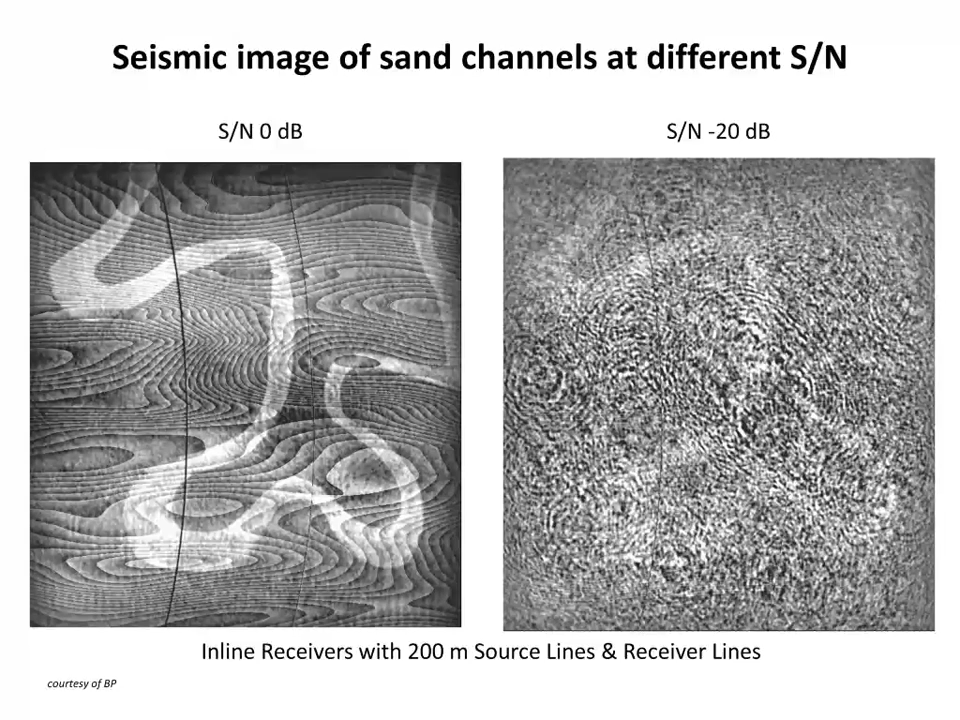 Seismic image of sand channels at different S/N
S/N 0 dB
S/N -20 dB
Inline Receivers with 200 m Source Lines & Receiver Lines
courtesy of BP